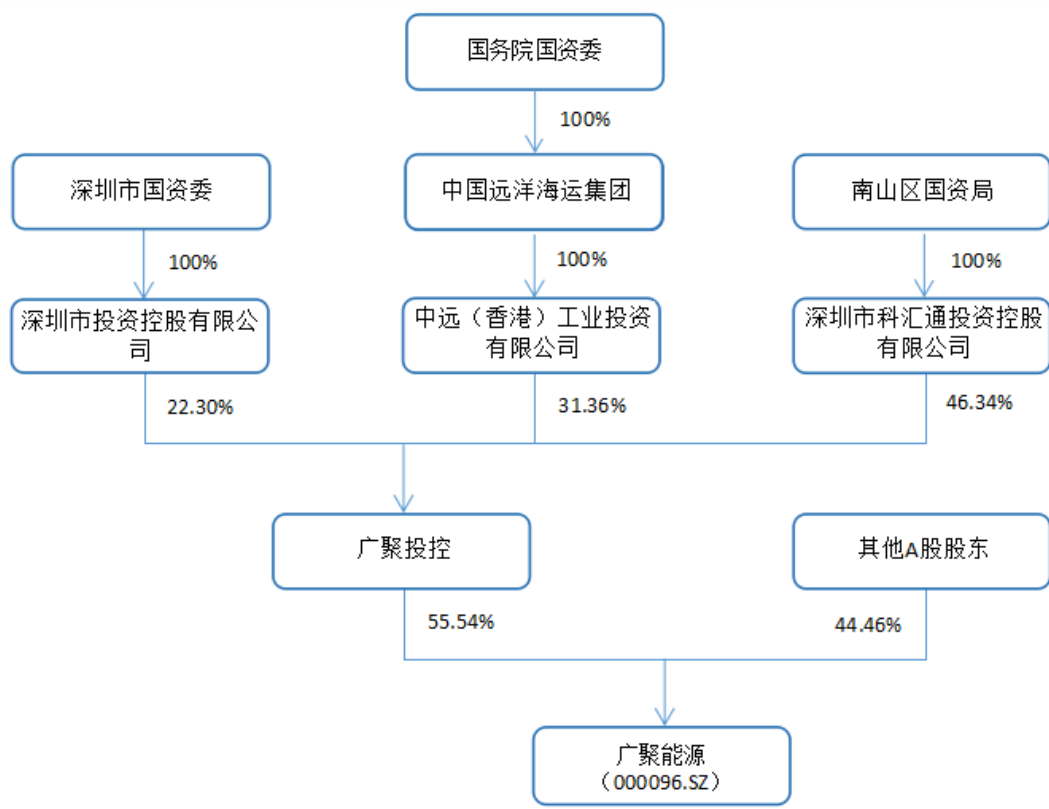 国务院国资委
100%
深圳市国资委
中国远洋海运集团
南山区国资局
100%
100%
100%
深圳市投资控股有限公
司
中远（香港）工业投资
有限公司
深圳市科汇通投资控股
有限公司
22.30%
31.36%
46.34%
广聚投控
其他A股股东
55.54%
44.46%
广聚能源
（000096.SZ）